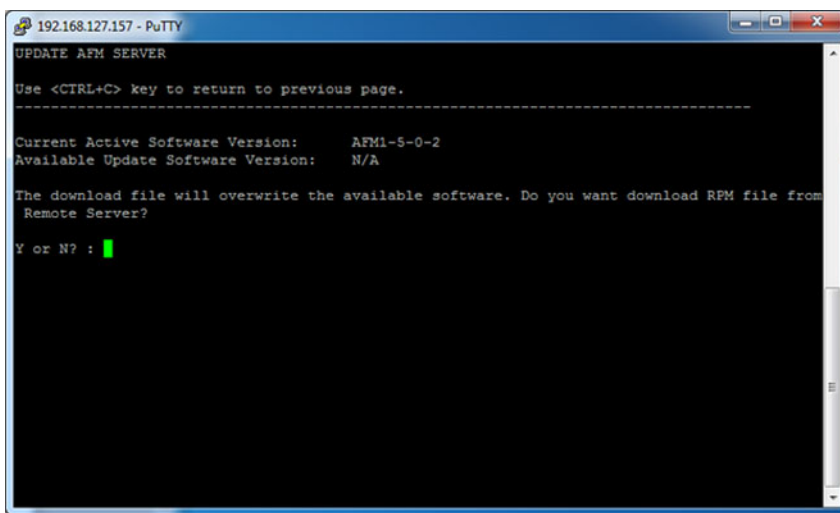 192.168.127.157 - PuTTY
UPDATE AFM SERVER
Use <CTRL+C> key to return to previous page.
--------------------------------------------------------------------------------
Current Active Software Version: AFM1-5-0-2
Available Update Software Version: N/A
The download file will overwrite the available software. Do you want download RPM file from
Remote Server?
Y or N? :